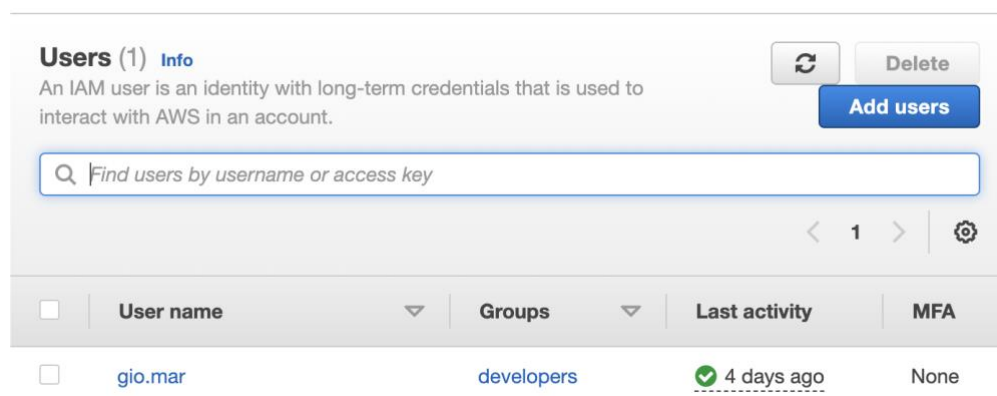 Users (1) Info
An IAM user is an identity with long-term credentials that is used to
interact with AWS in an account.
Delete
Add users
Find users by username or access key
1
User name Groups Last activity MFA
gio.mar developers 4 days ago None